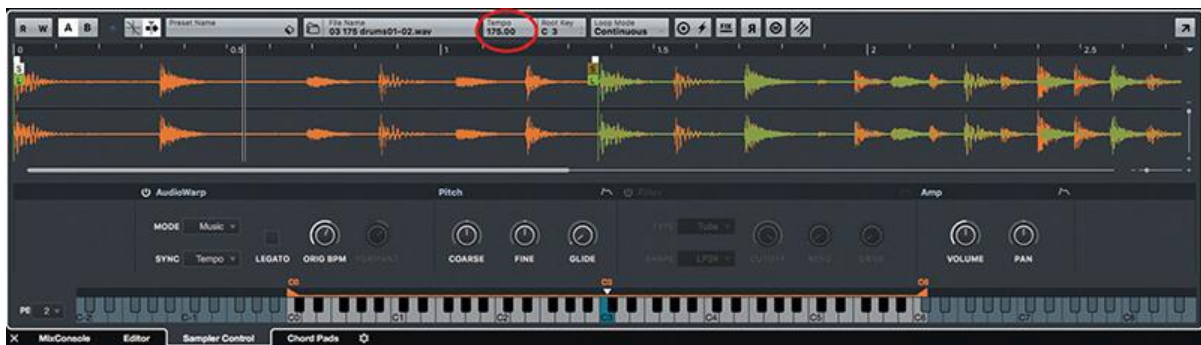 R W A B Preset Name File Name Tempo Root Key Loop Mode
03 175 drums01-02.wav 175.00 C 3 Continuous FIX R
0 0.5 1 1.5 2 2.5
S S
L L
AudioWarp Pitch Filter Amp
MODE Music TYPE Tube
SYNC Tempo LEGATO ORIG BPM FORMANT COARSE FINE GLIDE SHAPE LP24 CUTOFF RESO DRIVE VOLUME PAN
C0 C3 C6
PB 2 C-2 C-1 C0 C1 C2 C3 C4 C5 C6 C7 C8
MixConsole Editor Sampler Control Chord Pads